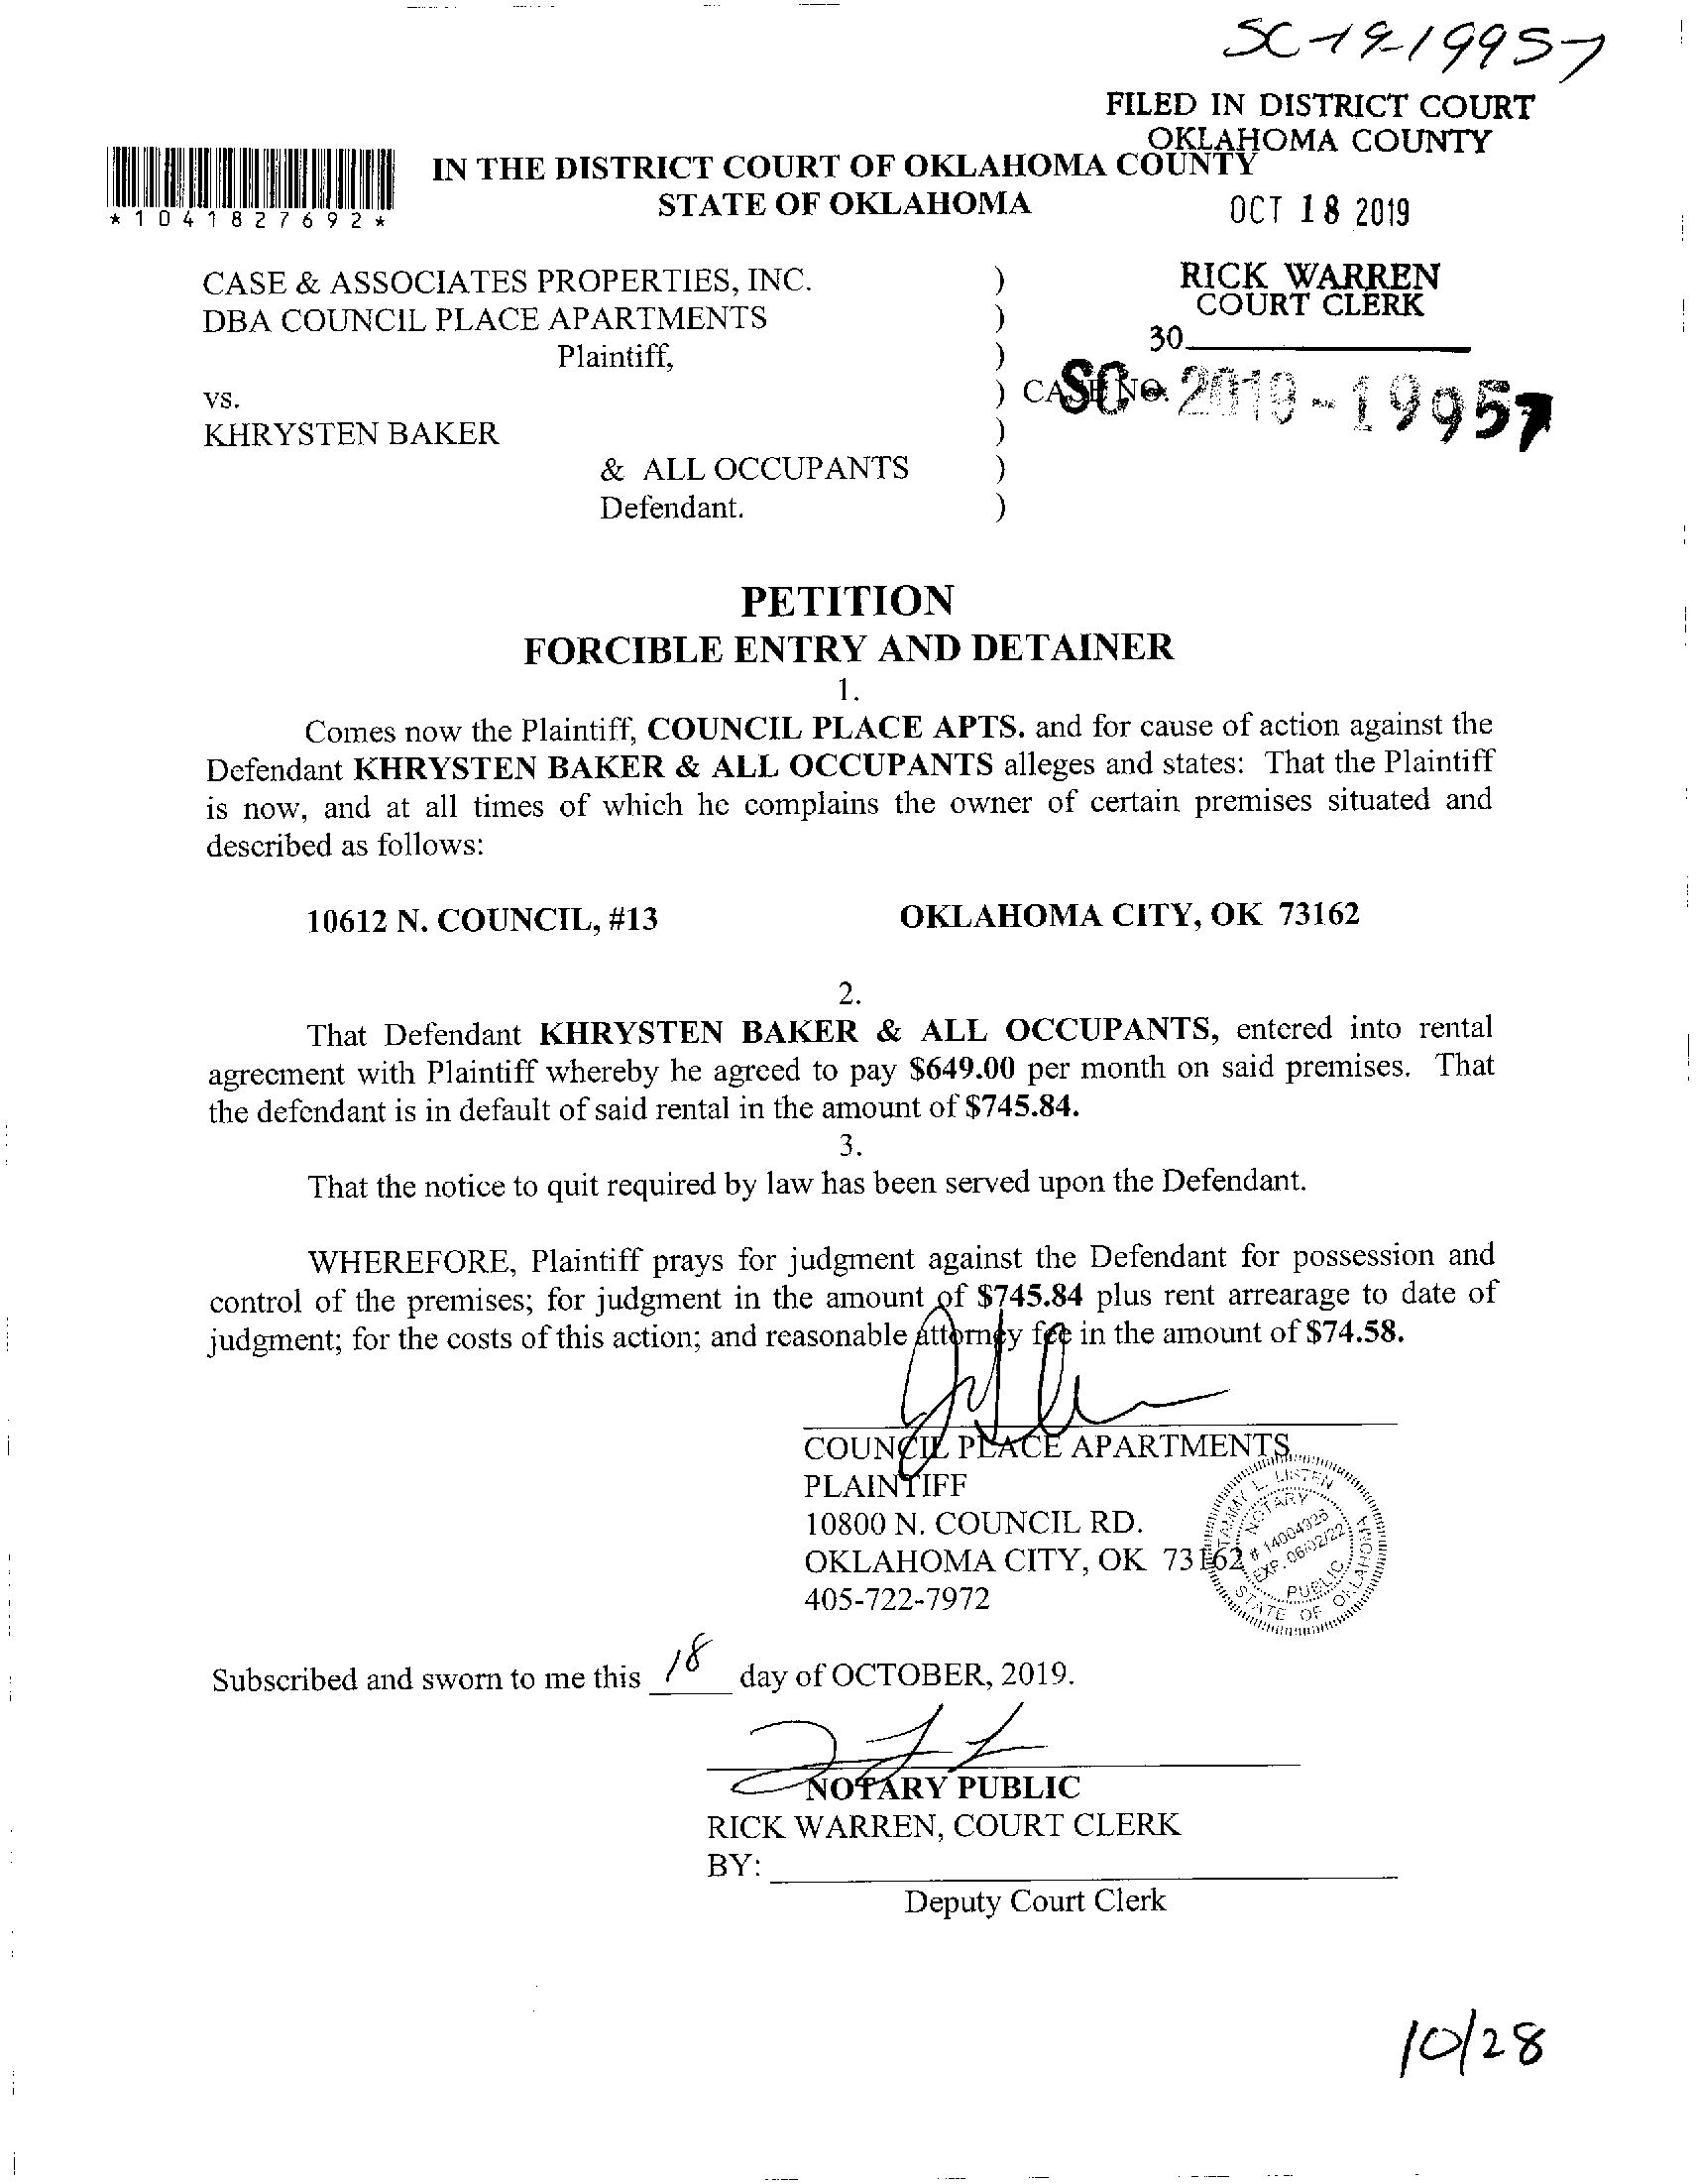 SC-19-19957
FILED IN DISTRICT COURT
OKLAHOMA COUNTY
*1041827692*
IN THE DISTRICT COURT OF OKLAHOMA COUNTY
STATE OF OKLAHOMA
OCT 18 2019
CASE & ASSOCIATES PROPERTIES, INC. )
DBA COUNCIL PLACE APARTMENTS )
Plaintiff, )
RICK WARREN
COURT CLERK
30
vs. ) CASE NO. SC-2019-19957
KHRYSTEN BAKER )
& ALL OCCUPANTS )
Defendant. )
PETITION
FORCIBLE ENTRY AND DETAINER
1.
Comes now the Plaintiff, COUNCIL PLACE APTS. and for cause of action against the
Defendant KHRYSTEN BAKER & ALL OCCUPANTS alleges and states: That the Plaintiff
is now, and at all times of which he complains the owner of certain premises situated and
described as follows:
10612 N. COUNCIL, #13 OKLAHOMA CITY, OK 73162
2.
That Defendant KHRYSTEN BAKER & ALL OCCUPANTS, entered into rental
agreement with Plaintiff whereby he agreed to pay $649.00 per month on said premises. That
the defendant is in default of said rental in the amount of $745.84.
3.
That the notice to quit required by law has been served upon the Defendant.
WHEREFORE, Plaintiff prays for judgment against the Defendant for possession and
control of the premises; for judgment in the amount of $745.84 plus rent arrearage to date of
judgment; for the costs of this action; and reasonable attorney fee in the amount of $74.58.
COUNCIL PLACE APARTMENTS
PLAINTIFF
10800 N. COUNCIL RD.
OKLAHOMA CITY, OK 73162
405-722-7972
TAMMY L. LISTEN
NOTARY
# 14004325
EXP. 06/02/22
PUBLIC
STATE OF OKLAHOMA
Subscribed and sworn to me this 18 day of OCTOBER, 2019.
NOTARY PUBLIC
RICK WARREN, COURT CLERK
BY:
Deputy Court Clerk
10/28